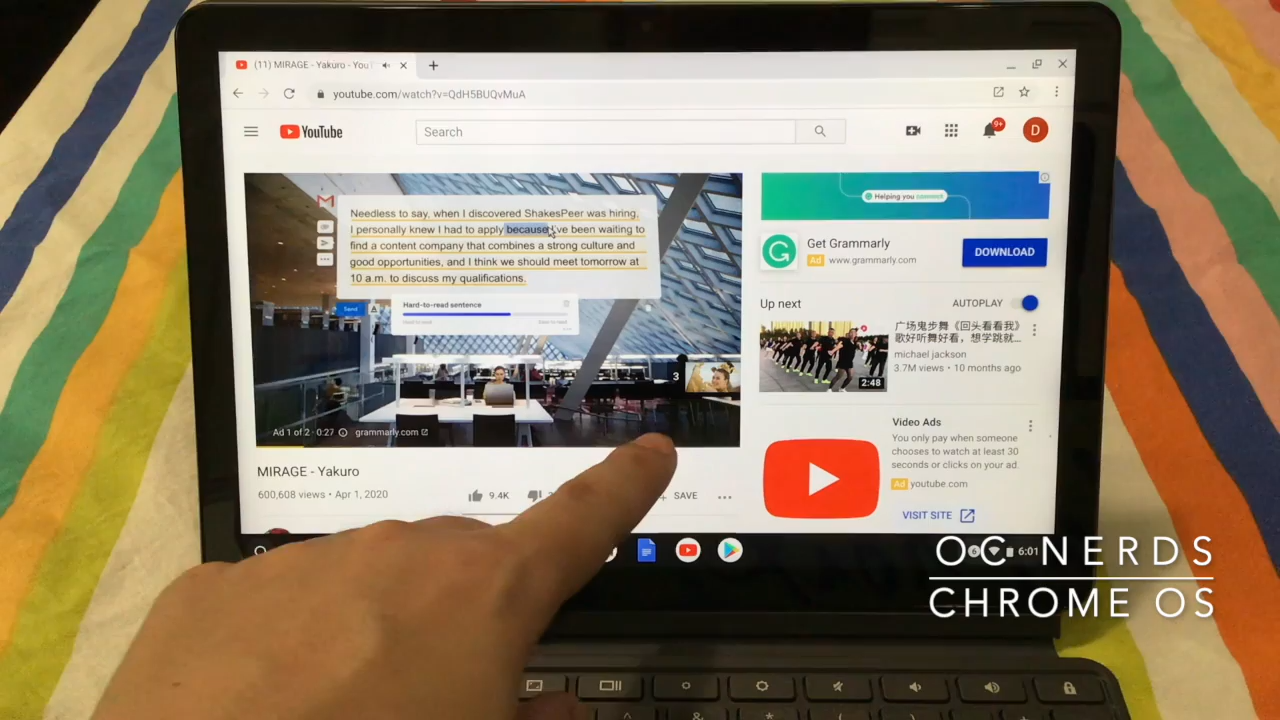 (11) MIRAGE - Yakuro - You
youtube.com/watch?v=QdH5BUQvMuA
YouTube
Search
9+
D
Needless to say, when I discovered ShakesPeer was hiring,
I personally knew I had to apply because I've been waiting to
find a content company that combines a strong culture and
good opportunities, and I think we should meet tomorrow at
10 a.m. to discuss my qualifications.
Send
Hard-to-read sentence
3
Ad 1 of 2 · 0:27
grammarly.com
MIRAGE - Yakuro
600,608 views • Apr 1, 2020
9.4K
SAVE
Helping you connect
Get Grammarly
Ad www.grammarly.com
DOWNLOAD
Up next
AUTOPLAY
广场鬼步舞《回头看看我》
歌好听舞好看，想学跳就...
michael jackson
3.7M views • 10 months ago
2:48
Video Ads
You only pay when someone
chooses to watch at least 30
seconds or clicks on your ad.
Ad youtube.com
VISIT SITE
6 6:01
OC NERDS
CHROME OS